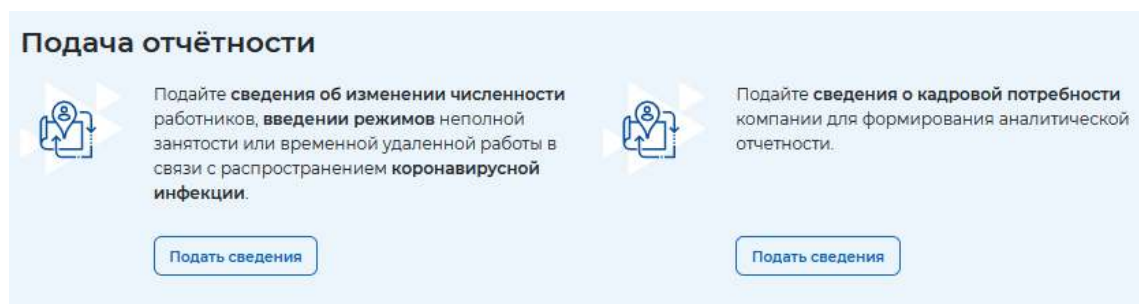 Подача отчётности
Подайте сведения об изменении численности
работников, введении режимов неполной
занятости или временной удаленной работы в
связи с распространением коронавирусной
инфекции.
Подать сведения
Подайте сведения о кадровой потребности
компании для формирования аналитической
отчетности.
Подать сведения